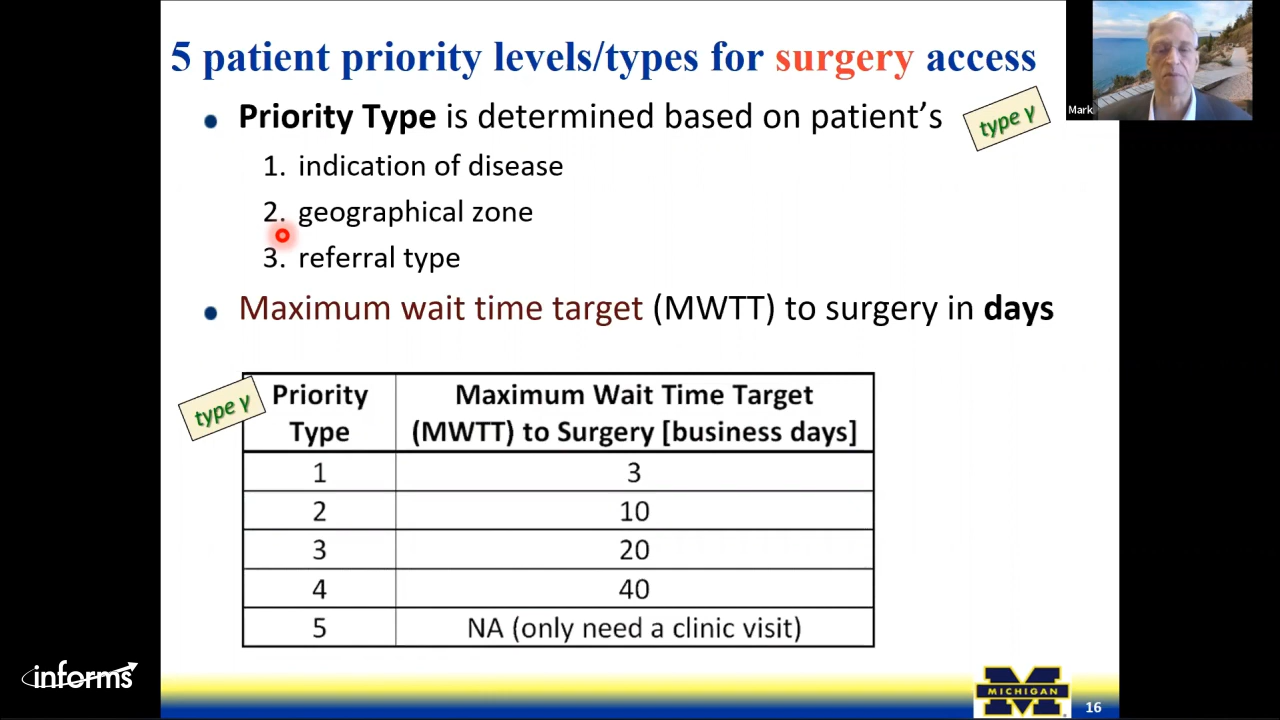 5 patient priority levels/types for surgery access
Mark
• Priority Type is determined based on patient's
type γ
1. indication of disease
2. geographical zone
3. referral type
• Maximum wait time target (MWTT) to surgery in days
type γ
Priority Type
Maximum Wait Time Target (MWTT) to Surgery [business days]
1 3
2 10
3 20
4 40
5 NA (only need a clinic visit)
informs
M
MICHIGAN
16